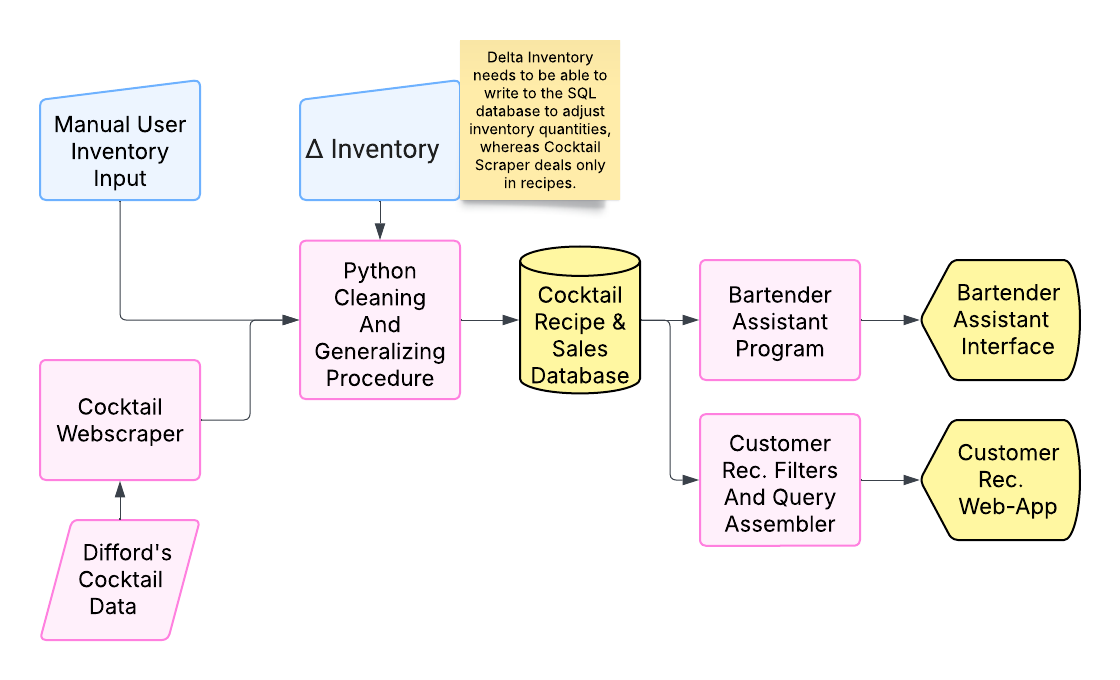 Manual User
Inventory
Input
Δ Inventory
Delta Inventory
needs to be able to
write to the SQL
database to adjust
inventory quantities,
whereas Cocktail
Scraper deals only
in recipes.
Python
Cleaning
And
Generalizing
Procedure
Cocktail
Recipe &
Sales
Database
Bartender
Assistant
Program
Bartender
Assistant
Interface
Cocktail
Webscraper
Customer
Rec. Filters
And Query
Assembler
Customer
Rec.
Web-App
Difford's
Cocktail
Data